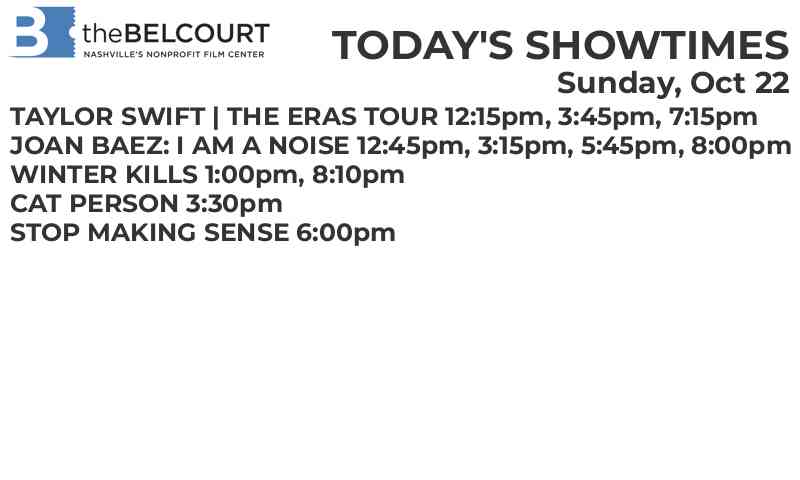 B theBELCOURT
NASHVILLE'S NONPROFIT FILM CENTER
TODAY'S SHOWTIMES
Sunday, Oct 22
TAYLOR SWIFT | THE ERAS TOUR 12:15pm, 3:45pm, 7:15pm
JOAN BAEZ: I AM A NOISE 12:45pm, 3:15pm, 5:45pm, 8:00pm
WINTER KILLS 1:00pm, 8:10pm
CAT PERSON 3:30pm
STOP MAKING SENSE 6:00pm